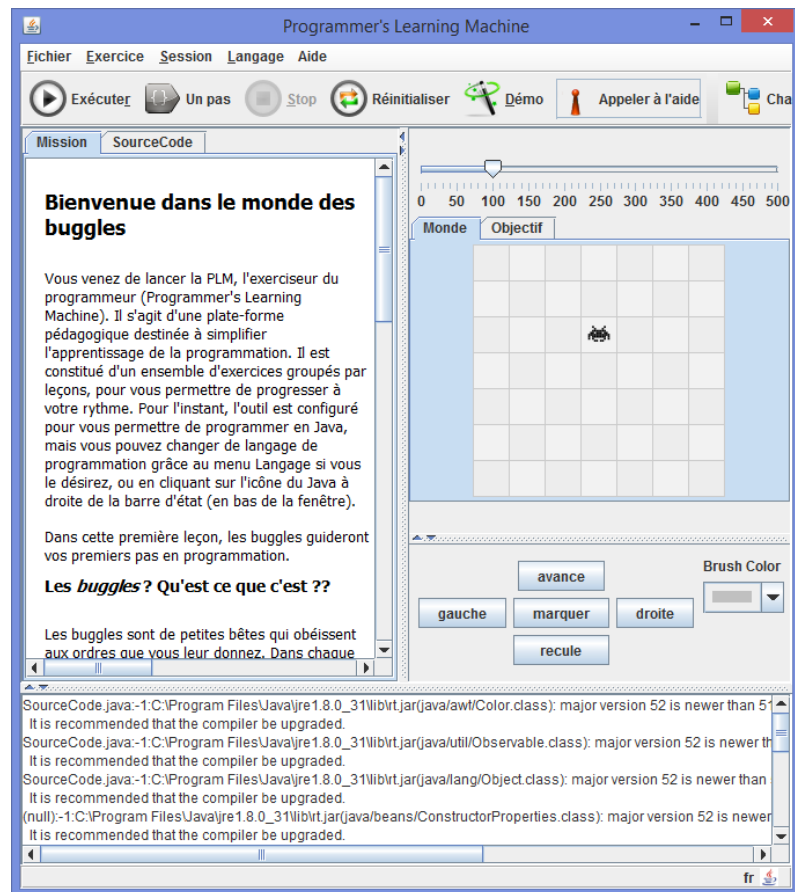 Programmer's Learning Machine
Fichier Exercice Session Langage Aide
Exécuter Un pas Stop Réinitialiser Démo Appeler à l'aide Cha
Mission SourceCode
Bienvenue dans le monde des
buggles
Vous venez de lancer la PLM, l'exerciseur du
programmeur (Programmer's Learning
Machine). Il s'agit d'une plate-forme
pédagogique destinée à simplifier
l'apprentissage de la programmation. Il est
constitué d'un ensemble d'exercices groupés par
leçons, pour vous permettre de progresser à
votre rythme. Pour l'instant, l'outil est configuré
pour vous permettre de programmer en Java,
mais vous pouvez changer de langage de
programmation grâce au menu Langage si vous
le désirez, ou en cliquant sur l'icône du Java à
droite de la barre d'état (en bas de la fenêtre).
Dans cette première leçon, les buggles guideront
vos premiers pas en programmation.
Les buggles ? Qu'est ce que c'est ??
Les buggles sont de petites bêtes qui obéissent
aux ordres que vous leur donnez. Dans chaque
0 50 100 150 200 250 300 350 400 450 500
Monde Objectif
avance
gauche marquer droite
recule
Brush Color
SourceCode.java:-1:C:\Program Files\Java\jre1.8.0_31\lib\rt.jar(java/awt/Color.class): major version 52 is newer than 51
It is recommended that the compiler be upgraded.
SourceCode.java:-1:C:\Program Files\Java\jre1.8.0_31\lib\rt.jar(java/util/Observable.class): major version 52 is newer th
It is recommended that the compiler be upgraded.
SourceCode.java:-1:C:\Program Files\Java\jre1.8.0_31\lib\rt.jar(java/lang/Object.class): major version 52 is newer than
It is recommended that the compiler be upgraded.
(null):-1:C:\Program Files\Java\jre1.8.0_31\lib\rt.jar(java/beans/ConstructorProperties.class): major version 52 is newer
It is recommended that the compiler be upgraded.
fr